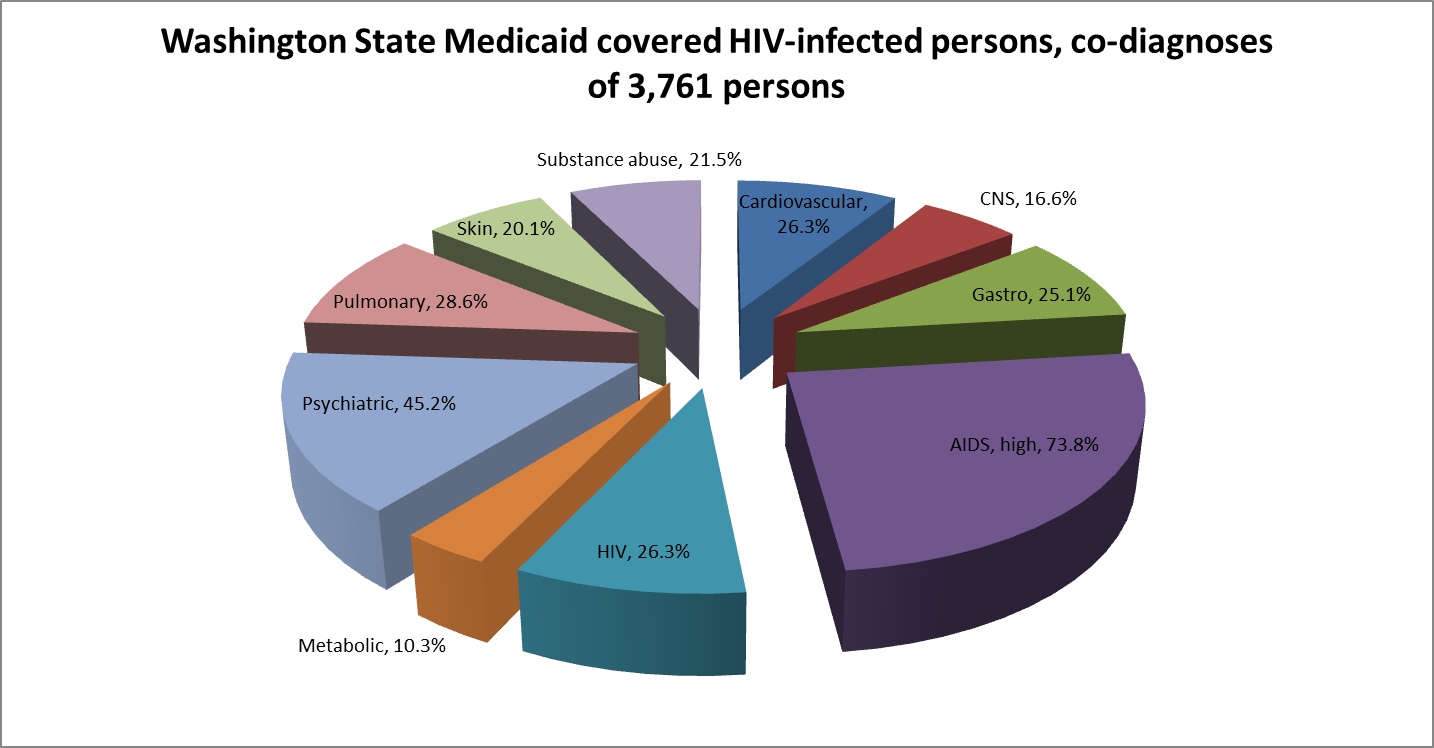 Washington State Medicaid covered HIV-infected persons, co-diagnoses
of 3,761 persons
Substance abuse, 21.5%
Cardiovascular,
26.3%
CNS, 16.6%
Skin, 20.1%
Gastro, 25.1%
Pulmonary, 28.6%
Psychiatric, 45.2%
AIDS, high, 73.8%
HIV, 26.3%
Metabolic, 10.3%